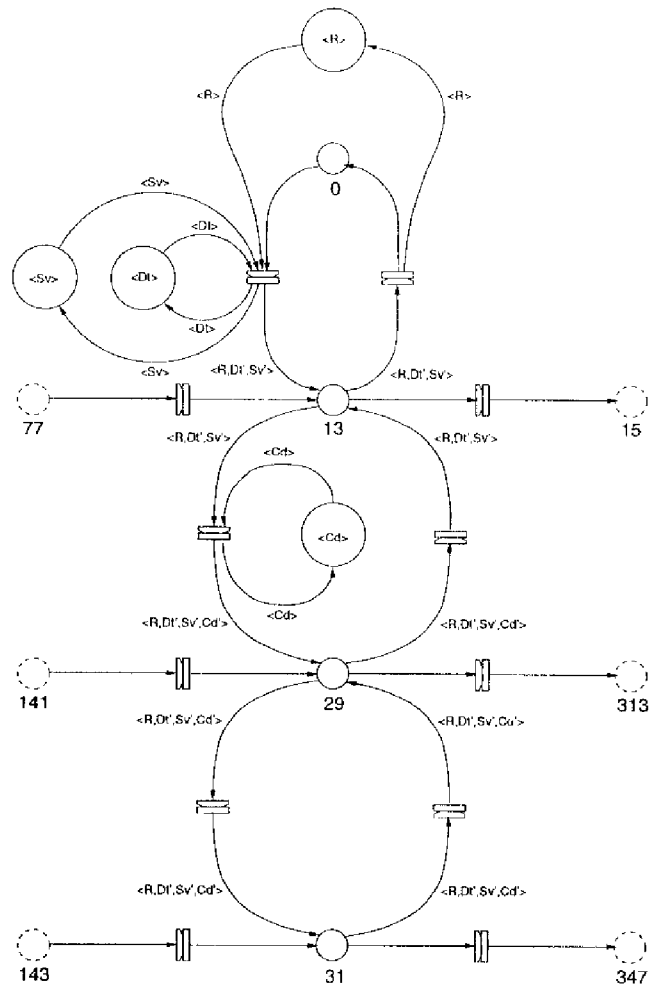 <R>
<R> <R>
0
<Sv>
<Dt>
<Sv> <Dt>
<Dt>
<Sv>
<R,Dt',Sv'> <R,Dt',Sv'>
77 13 15
<R,Dt',Sv'> <R,Dt',Sv'>
<Cd>
<Cd>
<Cd>
<R,Dt',Sv',Cd'> <R,Dt',Sv',Cd'>
141 29 313
<R,Dt',Sv',Cd'> <R,Dt',Sv',Cd'>
<R,Dt',Sv',Cd'> <R,Dt',Sv',Cd'>
143 31 347